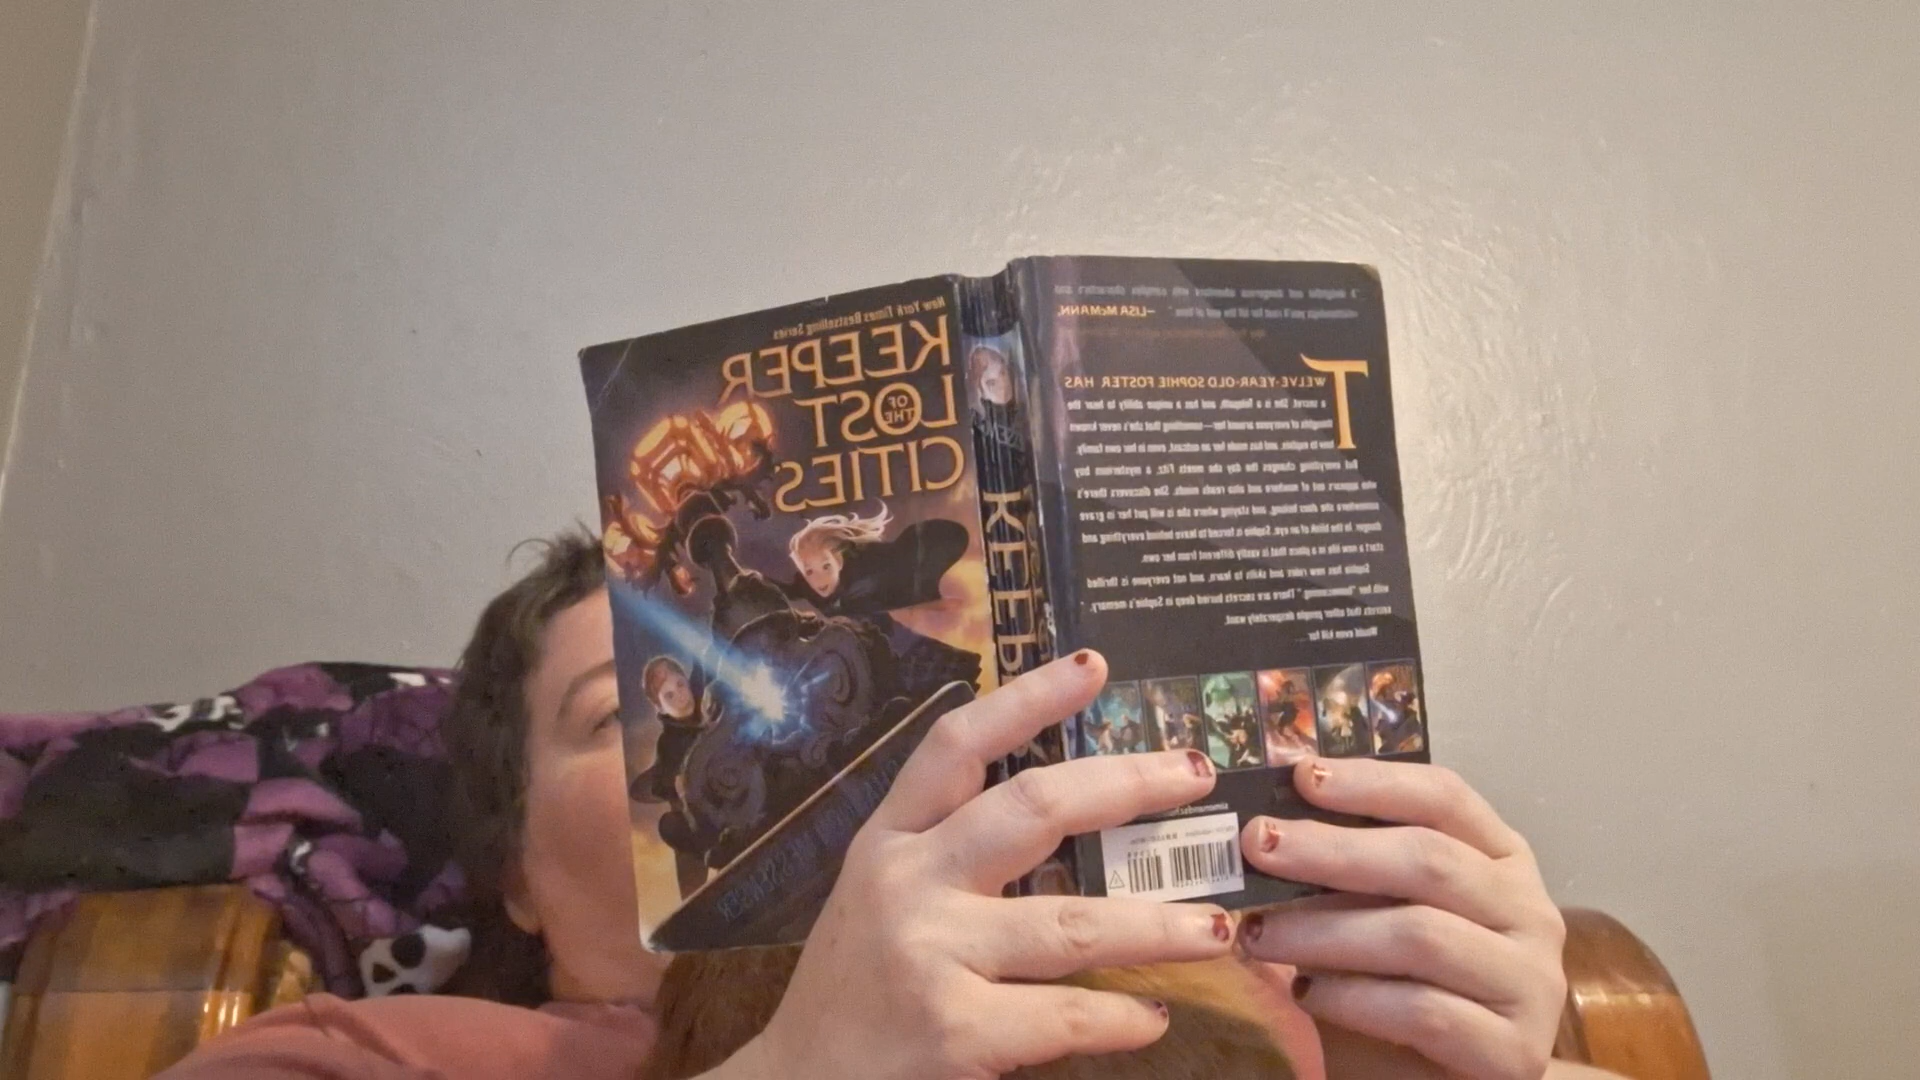 New York Times Bestselling Series
KEEPER
OF THE
LOST
CITIES
SHANNON MESSENGER
KEEPER
—LISA McMANN,
TWELVE-YEAR-OLD SOPHIE FOSTER HAS
a secret. She is a Telepath, and has a unique ability to hear the
thoughts of everyone around her—something that she's never known
how to explain, and has made her an outcast, even in her own family.
But everything changes the day she meets Fitz, a mysterious boy
who appears out of nowhere and also reads minds. She discovers there's
somewhere she does belong, and staying where she is will put her in grave
danger. In the blink of an eye, Sophie is forced to leave behind everything and
start a new life in a place that is vastly different from her own.
Sophie has new rules and skills to learn, and not everyone is thrilled
with her "homecoming." There are secrets buried deep in Sophie's memory,
secrets that other people desperately want.
Would even kill for...